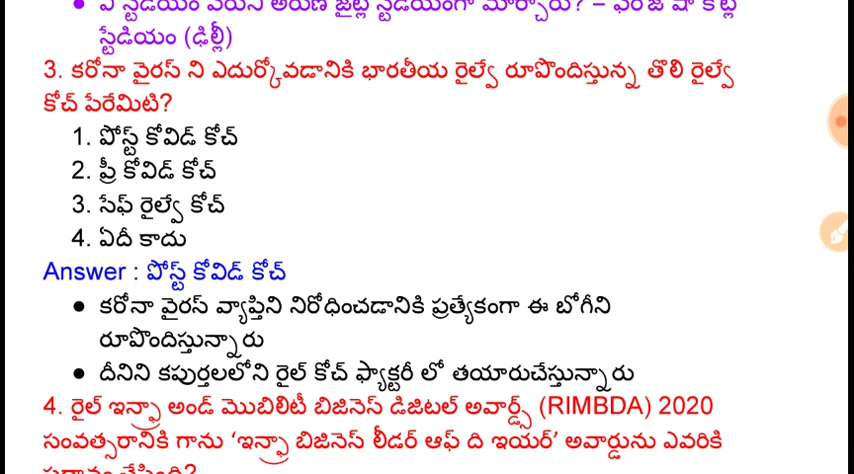 • ఏ స్టేడియం పేరుని అరుణ్ జైట్లీ స్టేడియంగా మార్చారు? – ఫిరోజ్ షా కోట్ల
స్టేడియం (ఢిల్లీ)
3. కరోనా వైరస్ ని ఎదుర్కోవడానికి భారతీయ రైల్వే రూపొందిస్తున్న తొలి రైల్వే
కోచ్ పేరేమిటి?
1. పోస్ట్ కోవిడ్ కోచ్
2. ప్రీ కోవిడ్ కోచ్
3. సేఫ్ రైల్వే కోచ్
4. ఏదీ కాదు
Answer : పోస్ట్ కోవిడ్ కోచ్
• కరోనా వైరస్ వ్యాప్తిని నిరోధించడానికి ప్రత్యేకంగా ఈ బోగీని
రూపొందిస్తున్నారు
• దీనిని కపుర్తలలోని రైల్ కోచ్ ఫ్యాక్టరీ లో తయారుచేస్తున్నారు
4. రైల్ ఇన్ఫ్రా అండ్ మొబిలిటీ బిజినెస్ డిజిటల్ అవార్డ్స్ (RIMBDA) 2020
సంవత్సరానికి గాను ‘ఇన్ఫ్రా బిజినెస్ లీడర్ ఆఫ్ ది ఇయర్’ అవార్డును ఎవరికి